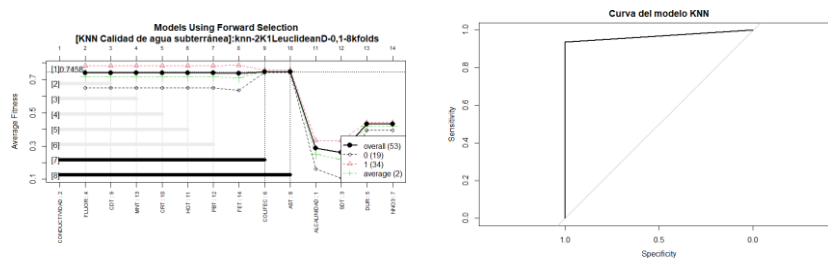 Models Using Forward Selection
[KNN Calidad de agua subterránea]:knn-2K1LeuclideanD-0,1-8kfolds
1 2 3 4 5 6 7 8 9 10 11 12 13 14
Average Fitness
0.7
0.5
0.3
0.1
[1]0.7458
[2]
[3]
[4]
[5]
[6]
[7]
[8]
overall (53)
0 (19)
1 (34)
average (2)
CONDUCTIVIDAD : 2
FLUOR: 4
CDT : 9
MNT : 13
CRT : 10
HGT : 11
PBT : 12
FET : 14
COLIFEC : 6
AST : 8
ALCALINIDAD : 1
SDT : 3
DUR : 5
NNO3: 7
Curva del modelo KNN
Sensitivity
1.0
0.8
0.6
0.4
0.2
0.0
1.0 0.5 0.0
Specificity